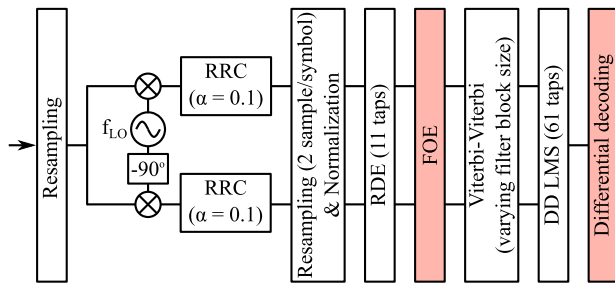 Resampling
f_LO
-90°
RRC
(α = 0.1)
RRC
(α = 0.1)
Resampling (2 sample/symbol)
& Normalization
RDE (11 taps)
FOE
Viterbi-Viterbi
(varying filter block size)
DD LMS (61 taps)
Differential decoding